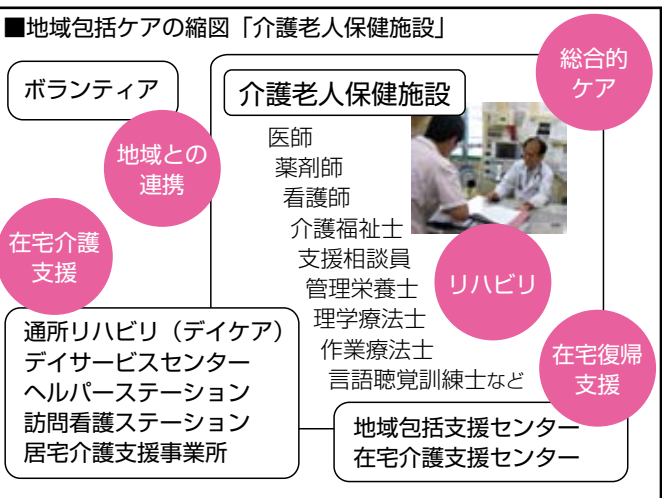 ■地域包括ケアの縮図「介護老人保健施設」
総合的
ケア
ボランティア
介護老人保健施設
地域との
連携
医師
薬剤師
看護師
介護福祉士
支援相談員
管理栄養士
理学療法士
作業療法士
言語聴覚訓練士など
リハビリ
在宅介護
支援
在宅復帰
支援
通所リハビリ（デイケア）
デイサービスセンター
ヘルパーステーション
訪問看護ステーション
居宅介護支援事業所
地域包括支援センター
在宅介護支援センター